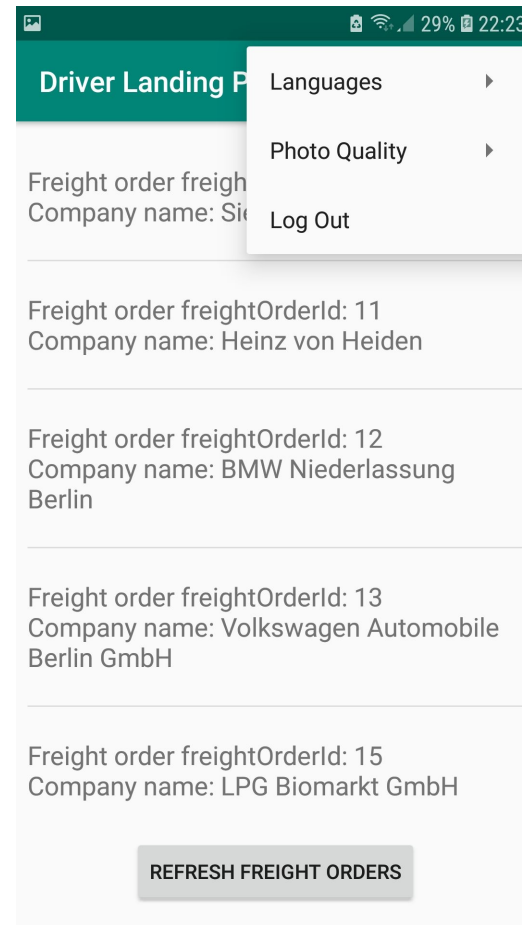 29% 22:23
Driver Landing P
Languages
Photo Quality
Log Out
Freight order freigh
Company name: Sie
Freight order freightOrderId: 11
Company name: Heinz von Heiden
Freight order freightOrderId: 12
Company name: BMW Niederlassung
Berlin
Freight order freightOrderId: 13
Company name: Volkswagen Automobile
Berlin GmbH
Freight order freightOrderId: 15
Company name: LPG Biomarkt GmbH
REFRESH FREIGHT ORDERS